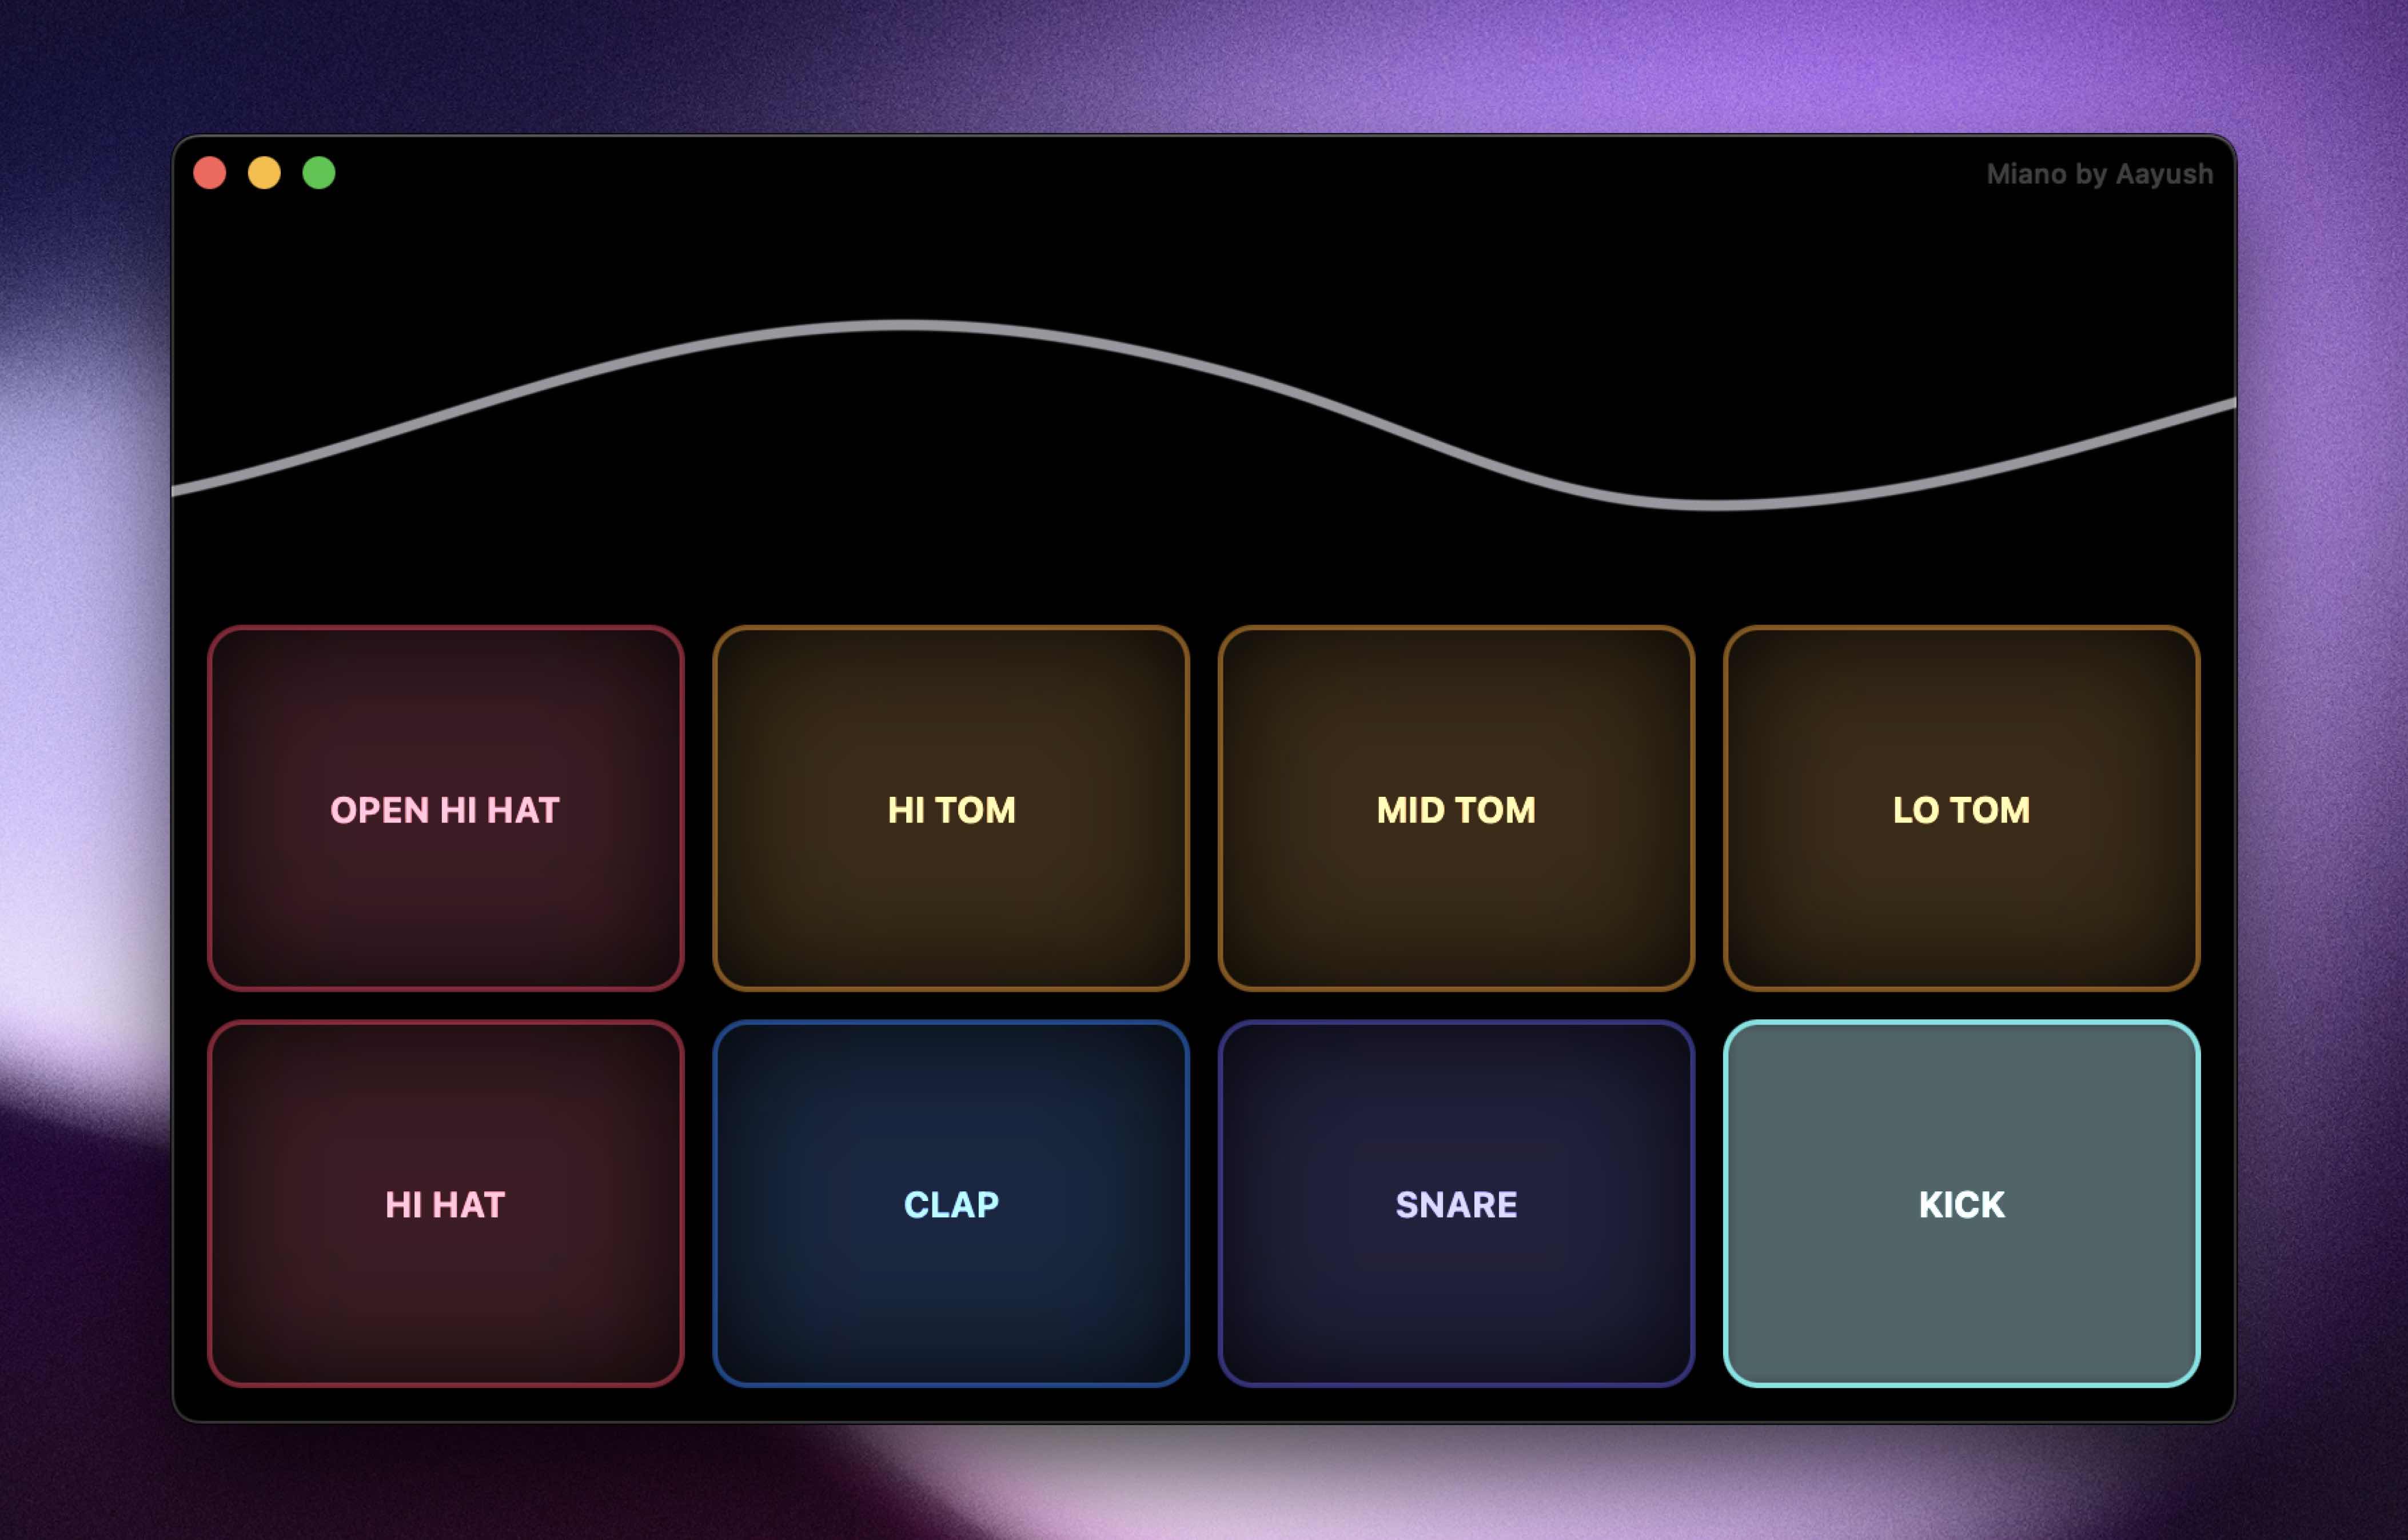 Miano by Aayush
OPEN HI HAT
HI TOM
MID TOM
LO TOM
HI HAT
CLAP
SNARE
KICK